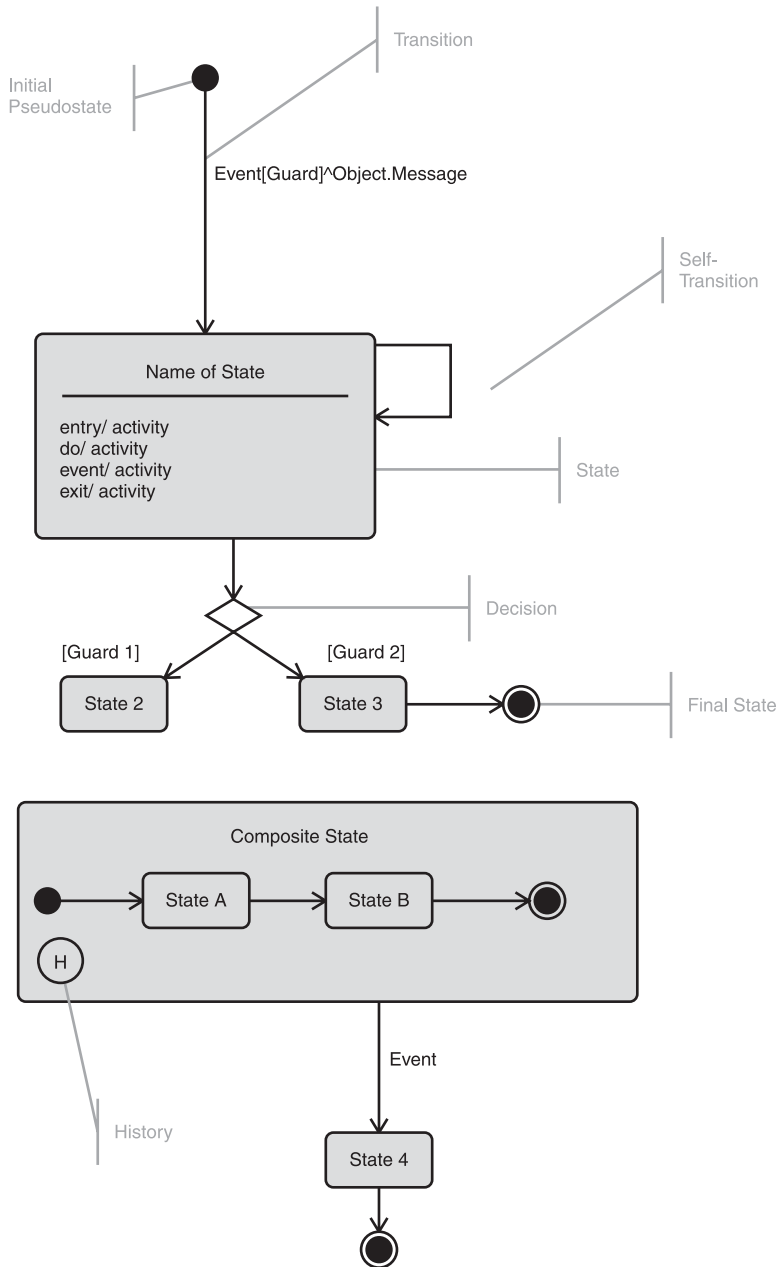 Transition
Initial
Pseudostate
Event[Guard]^Object.Message
Self-
Transition
Name of State
entry/ activity
do/ activity
event/ activity
exit/ activity
State
Decision
[Guard 1]
[Guard 2]
State 2
State 3
Final State
Composite State
State A
State B
H
Event
History
State 4